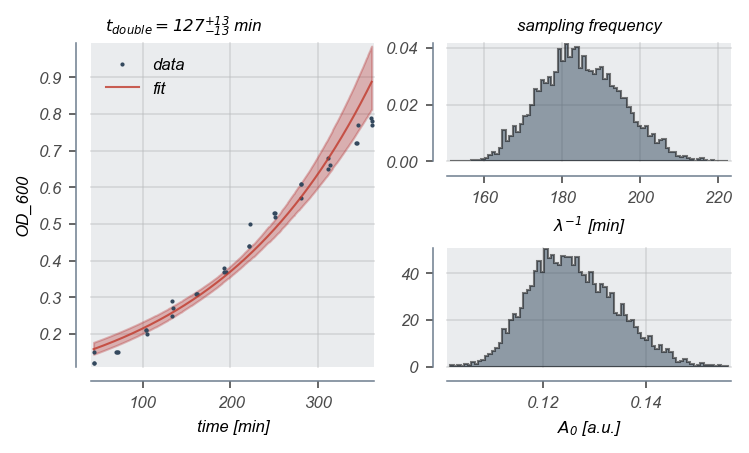 t_double = 127^{+13}_{-13} min
data
fit
0.9
0.8
0.7
0.6
0.5
0.4
0.3
0.2
OD_600
100 200 300
time [min]
sampling frequency
0.04
0.02
0.00
160 180 200 220
λ⁻¹ [min]
40
20
0
0.12 0.14
A₀ [a.u.]